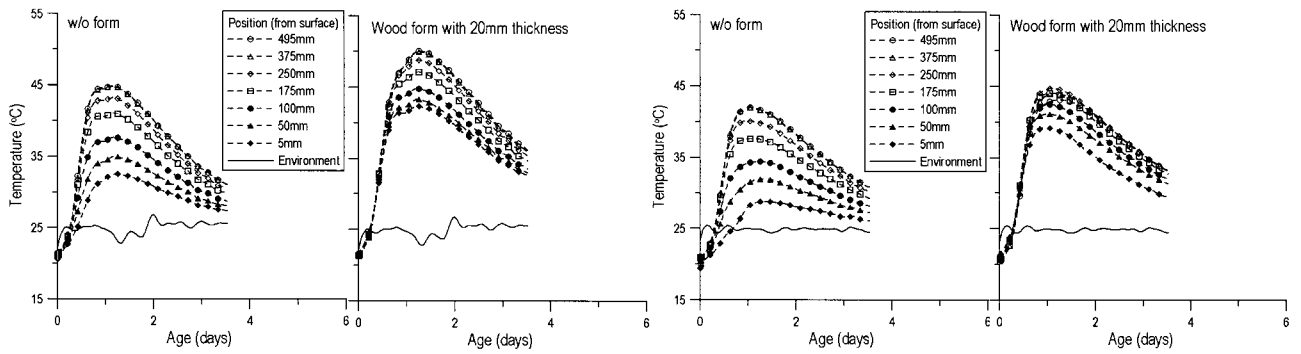 w/o form
Position (from surface)
495mm
375mm
250mm
175mm
100mm
50mm
5mm
Environment
Temperature (ºC)
55
45
35
25
15
0
2
4
6
Age (days)
Wood form with 20mm thickness
0
2
4
6
Age (days)
w/o form
Position (from surface)
495mm
375mm
250mm
175mm
100mm
50mm
5mm
Environment
Temperature (ºC)
55
45
35
25
15
0
2
4
6
Age (days)
Wood form with 20mm thickness
0
2
4
6
Age (days)